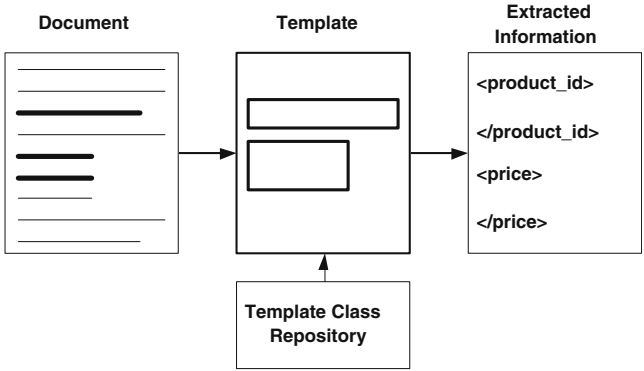 Document
Template
Extracted
Information
<product_id>
</product_id>
<price>
</price>
Template Class
Repository